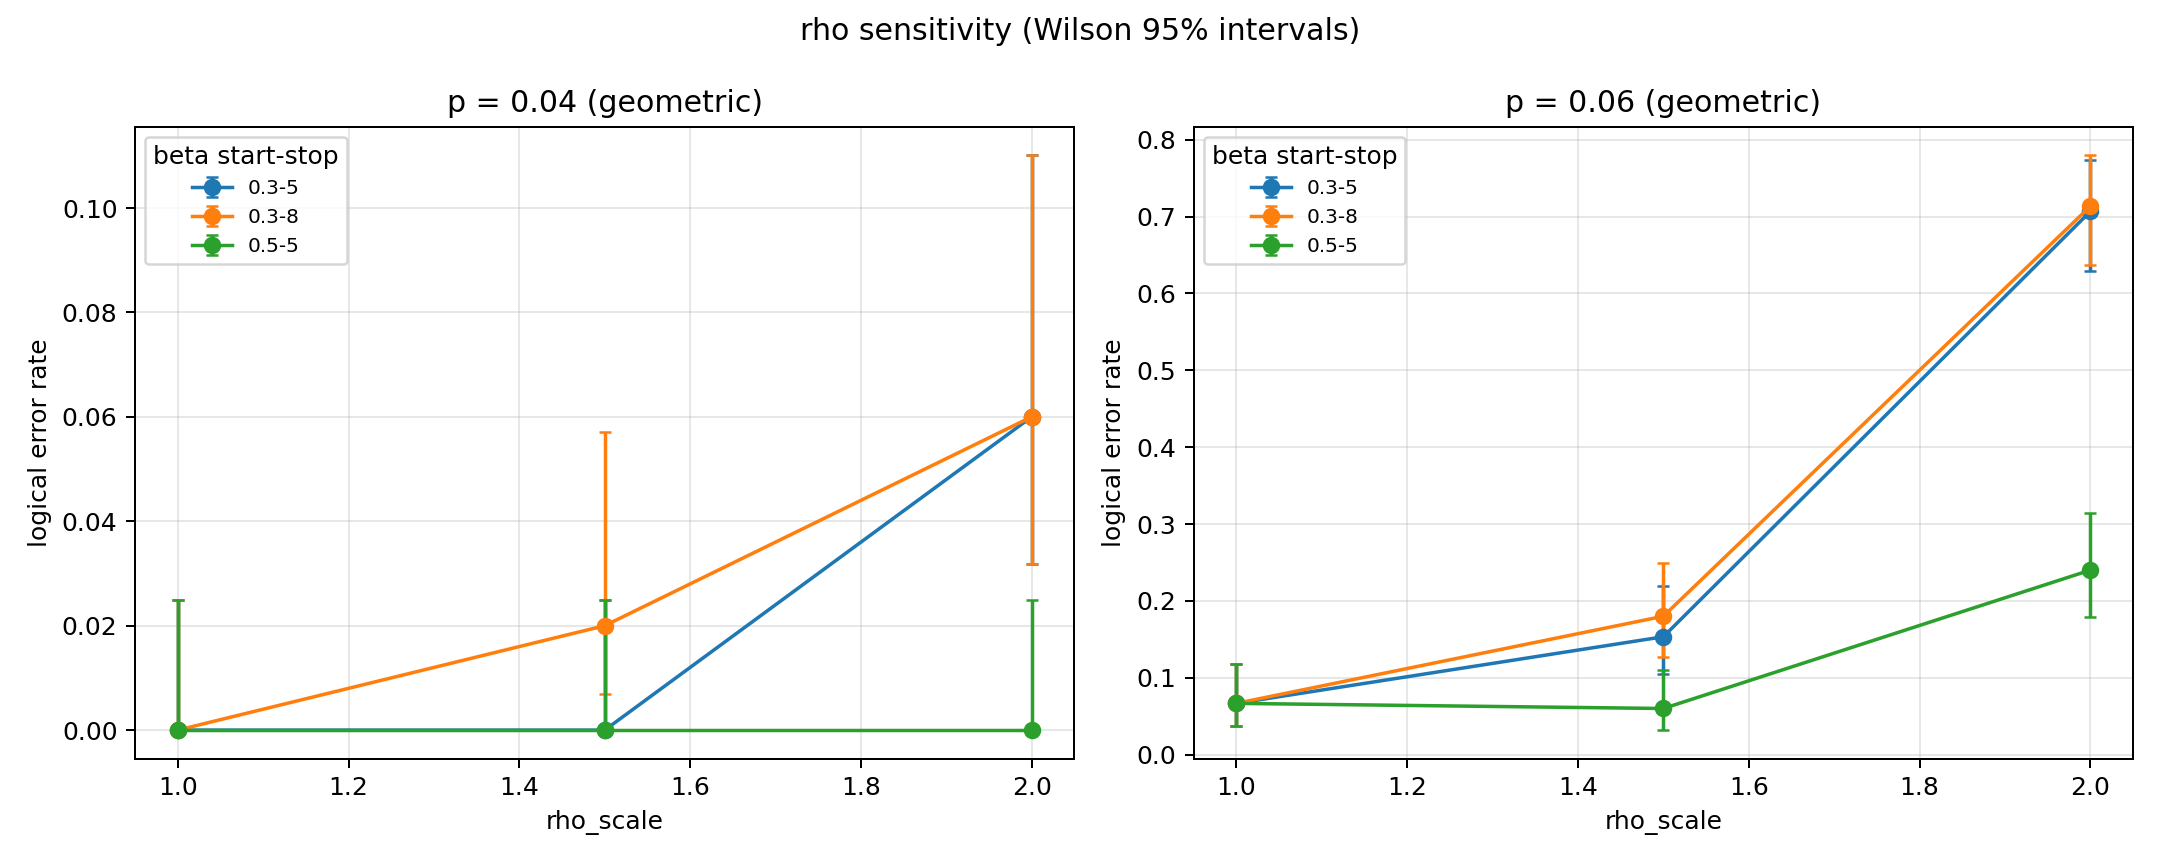 rho sensitivity (Wilson 95% intervals)
p = 0.04 (geometric)
beta start-stop
0.3-5
0.3-8
0.5-5
logical error rate
0.10
0.08
0.06
0.04
0.02
0.00
1.0 1.2 1.4 1.6 1.8 2.0
rho_scale
p = 0.06 (geometric)
beta start-stop
0.3-5
0.3-8
0.5-5
logical error rate
0.8
0.7
0.6
0.5
0.4
0.3
0.2
0.1
0.0
1.0 1.2 1.4 1.6 1.8 2.0
rho_scale